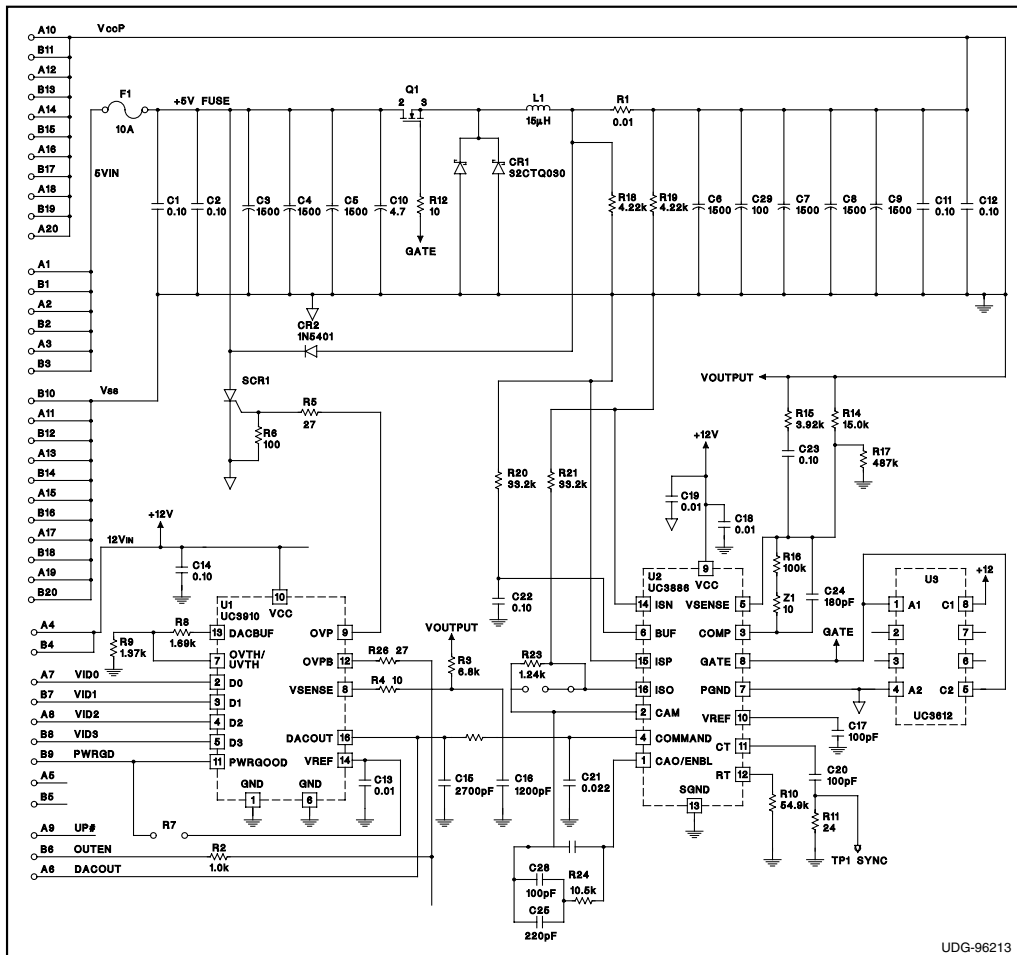 A10 VccP
B11
A12
B13
A14
B15
A16
B17
A18
B19
A20
F1
10A
5VIN
+5V FUSE
Q1
2 3
L1
15µH
R1
0.01
CR1
32CTQ030
R12
10
GATE
C1
0.10
C2
0.10
C3
1500
C4
1500
C5
1500
C10
4.7
R18
4.22k
R19
4.22k
C6
1500
C29
100
C7
1500
C8
1500
C9
1500
C11
0.10
C12
0.10
A1
B1
A2
B2
A3
B3
CR2
1N5401
B10 Vss
A11
B12
A13
B14
A15
B16
A17
B18
A19
B20
SCR1
R5
27
R6
100
VOUTPUT
R15
3.92k
R14
15.0k
C23
0.10
R17
487k
+12V
R20
33.2k
R21
33.2k
C19
0.01
C18
0.01
+12V
12VIN
C14
0.10
A4
B4
R9
1.37k
R8
1.69k
U1
UC3910
10
VCC
13 DACBUF
7 OVTH/
UVTH
2 D0
3 D1
4 D2
5 D3
11 PWRGOOD
OVP 9
OVPB 12
VSENSE 8
DACOUT 16
VREF 14
GND
1
GND
6
R26 27
R4 10
VOUTPUT
R3
6.8k
C22
0.10
R23
1.24k
U2
UC3886
9
VCC
14 ISN
6 BUF
15 ISP
16 ISO
2 CAM
4 COMMAND
1 CAO/ENBL
VSENSE 5
COMP 3
GATE 8
PGND 7
VREF 10
CT 11
RT 12
SGND
13
R16
100k
Z1
10
C24
180pF
GATE
U3
+12
1 A1
2
3
4 A2
C1 8
7
6
C2 5
UC3612
C17
100pF
C20
100pF
R10
54.9k
R11
24
TP1 SYNC
A7 VID0
B7 VID1
A8 VID2
B8 VID3
B9 PWRGD
A5
B5
A9 UP#
B6 OUTEN
A6 DACOUT
R7
R2
1.0k
C13
0.01
C15
2700pF
C16
1200pF
C21
0.022
C28
100pF
R24
10.5k
C25
220pF
UDG-96213